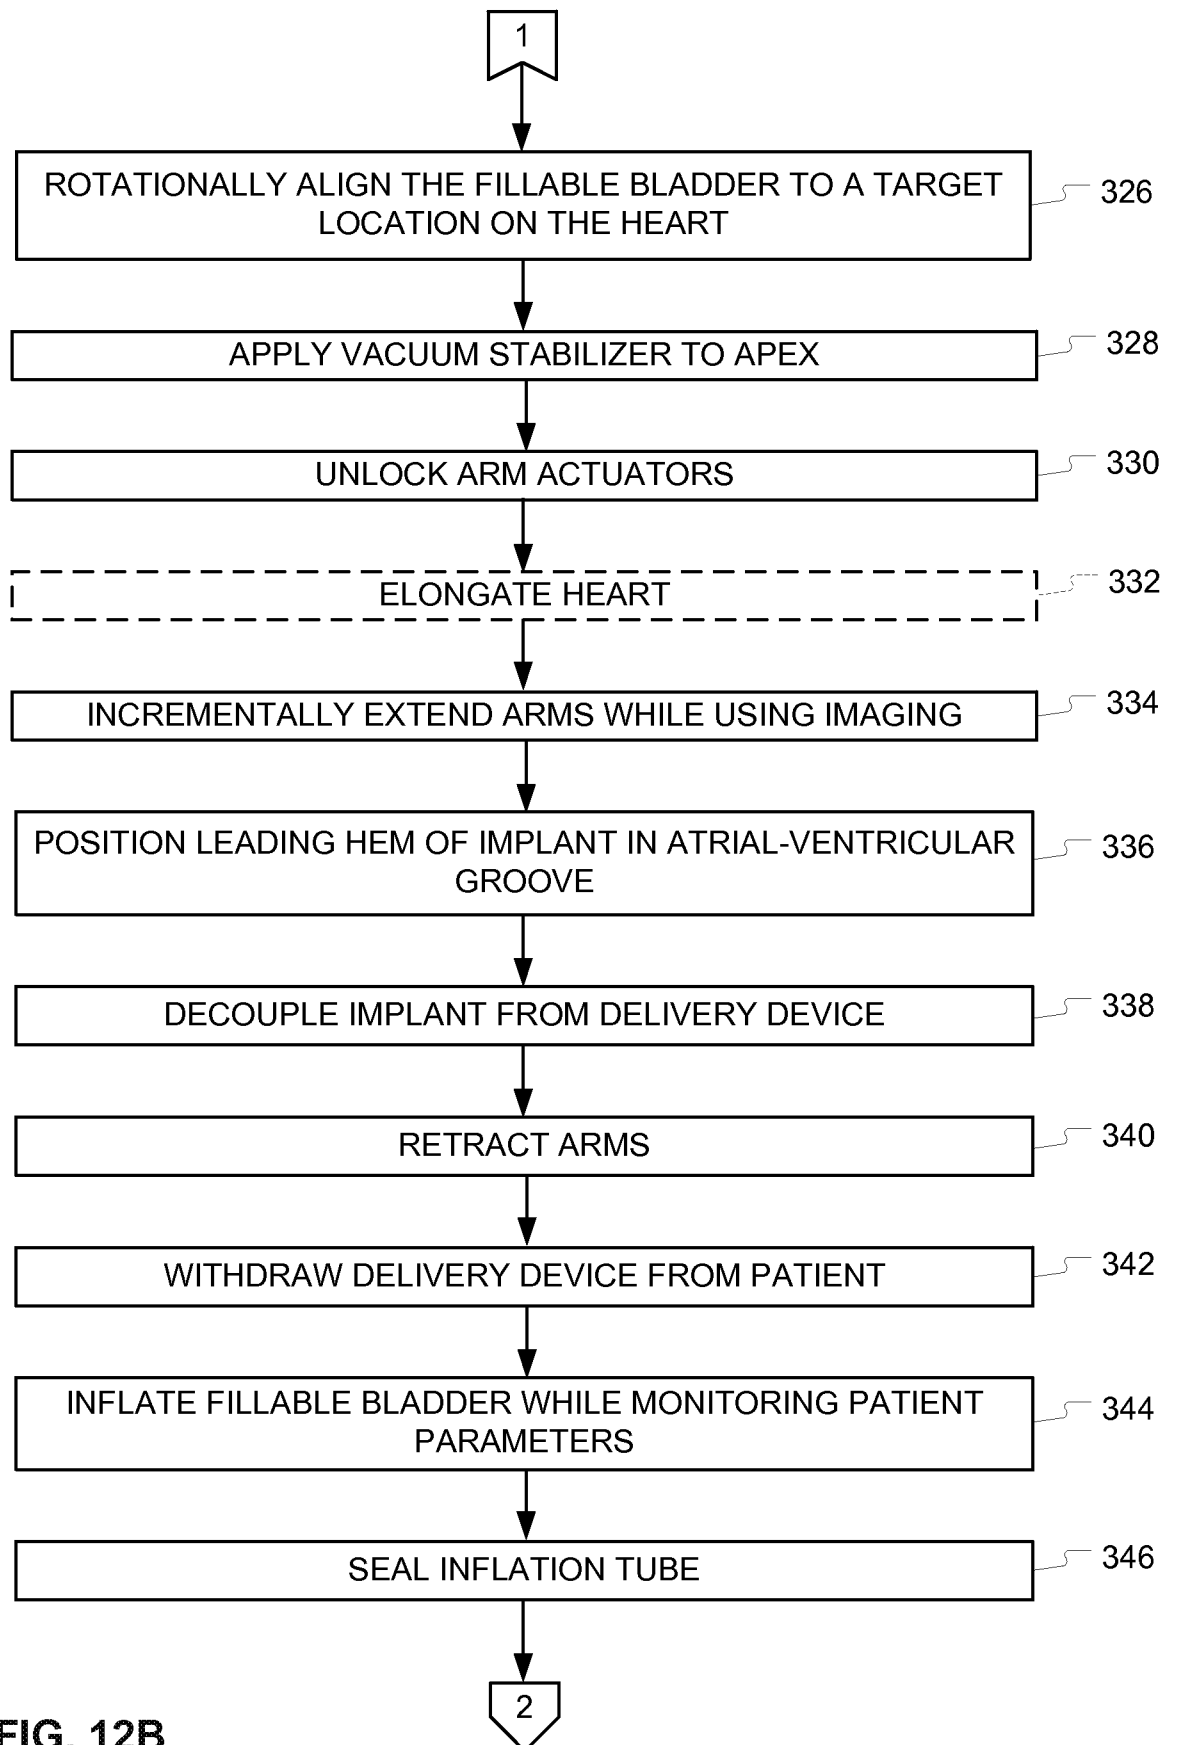 1
ROTATIONALLY ALIGN THE FILLABLE BLADDER TO A TARGET
LOCATION ON THE HEART
326
APPLY VACUUM STABILIZER TO APEX
328
UNLOCK ARM ACTUATORS
330
ELONGATE HEART
332
INCREMENTALLY EXTEND ARMS WHILE USING IMAGING
334
POSITION LEADING HEM OF IMPLANT IN ATRIAL-VENTRICULAR
GROOVE
336
DECOUPLE IMPLANT FROM DELIVERY DEVICE
338
RETRACT ARMS
340
WITHDRAW DELIVERY DEVICE FROM PATIENT
342
INFLATE FILLABLE BLADDER WHILE MONITORING PATIENT
PARAMETERS
344
SEAL INFLATION TUBE
346
2
FIG. 12B